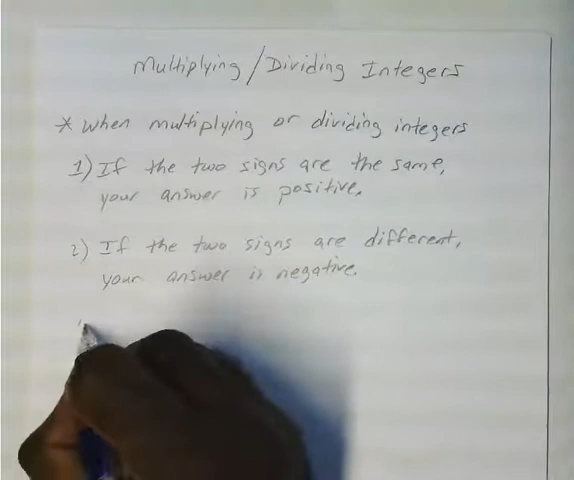 Multiplying/Dividing Integers
* When multiplying or dividing integers
1) If the two signs are the same,
your answer is positive.
2) If the two signs are different,
your answer is negative.